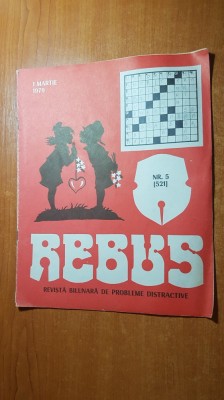 1 MARTIE
1979
NR. 5
[521]
REBUS
REVISTĂ BILUNARĂ DE PROBLEME DISTRACTIVE